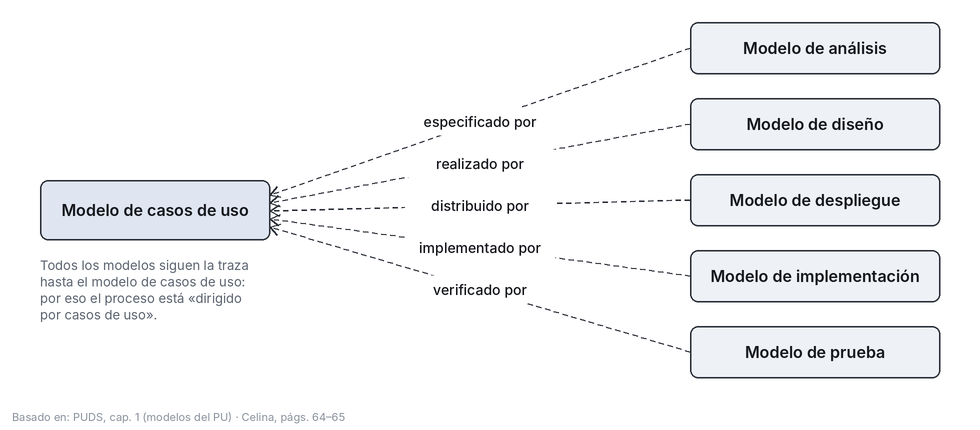 Modelo de análisis
especificado por
Modelo de diseño
realizado por
Modelo de casos de uso
distribuido por
Modelo de despliegue
implementado por
Modelo de implementación
verificado por
Modelo de prueba
Todos los modelos siguen la traza
hasta el modelo de casos de uso:
por eso el proceso está «dirigido
por casos de uso».
Basado en: PUDS, cap. 1 (modelos del PU) · Celina, págs. 64–65